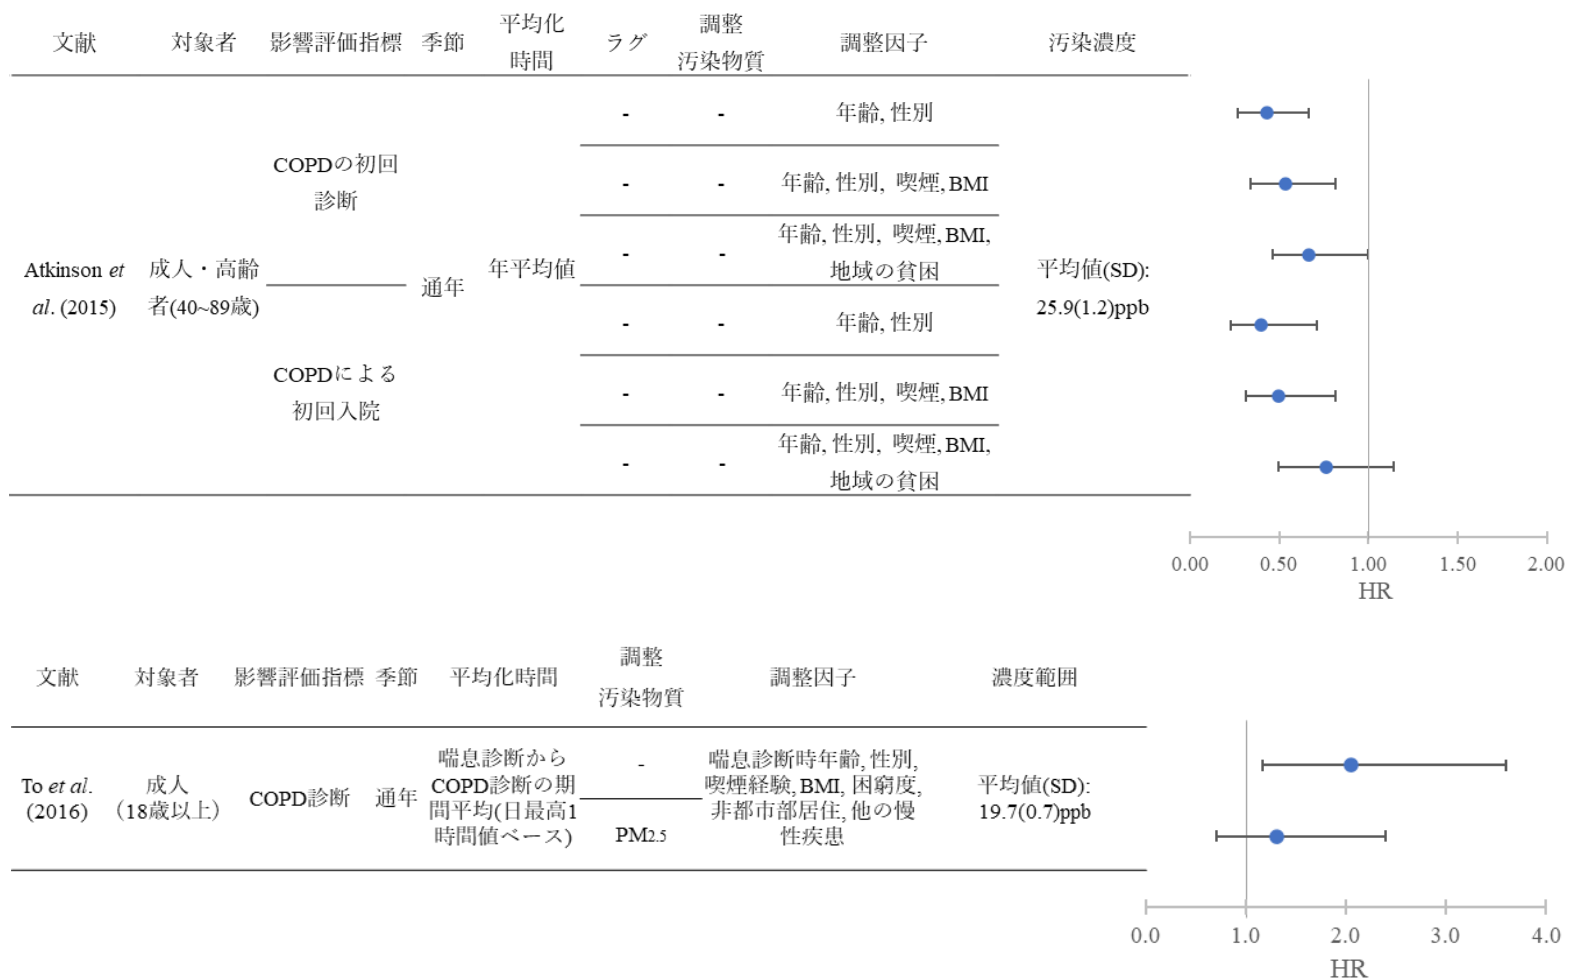 文献 対象者 影響評価指標 季節 平均化時間 ラグ 調整汚染物質 調整因子 汚染濃度
Atkinson et
al. (2015)
成人・高齢
者(40~89歳)
COPDの初回
診断
COPDによる
初回入院
通年
年平均値
- - 年齢, 性別
- - 年齢, 性別, 喫煙, BMI
- - 年齢, 性別, 喫煙, BMI,
地域の貧困
- - 年齢, 性別
- - 年齢, 性別, 喫煙, BMI
- - 年齢, 性別, 喫煙, BMI,
地域の貧困
平均値(SD):
25.9(1.2)ppb
0.00 0.50 1.00 1.50 2.00
HR
文献 対象者 影響評価指標 季節 平均化時間 調整汚染物質 調整因子 濃度範囲
To et al.
(2016)
成人
（18歳以上）
COPD診断
通年
喘息診断から
COPD診断の期
間平均(日最高1
時間値ベース)
-
PM2.5
喘息診断時年齢, 性別,
喫煙経験, BMI, 困窮度,
非都市部居住, 他の慢
性疾患
平均値(SD):
19.7(0.7)ppb
0.0 1.0 2.0 3.0 4.0
HR